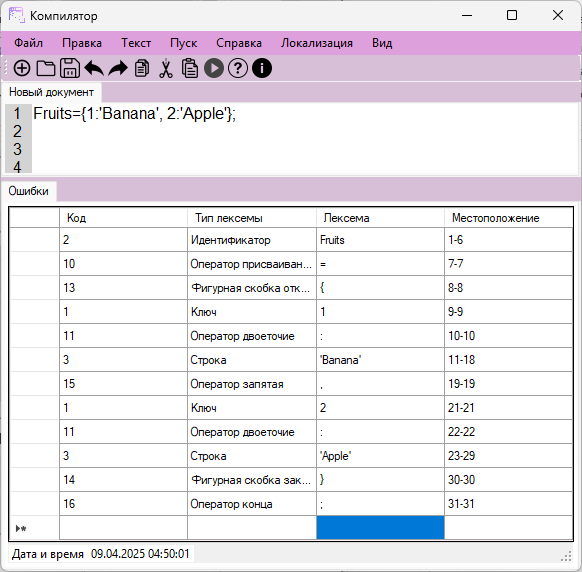 Компилятор
Файл Правка Текст Пуск Справка Локализация Вид
Новый документ
1 Fruits={1:'Banana', 2:'Apple'};
2
3
4
Ошибки
Код Тип лексемы Лексема Местоположение
2 Идентификатор Fruits 1-6
10 Оператор присваиван... = 7-7
13 Фигурная скобка отк... { 8-8
1 Ключ 1 9-9
11 Оператор двоеточие : 10-10
3 Строка 'Banana' 11-18
15 Оператор запятая , 19-19
1 Ключ 2 21-21
11 Оператор двоеточие : 22-22
3 Строка 'Apple' 23-29
14 Фигурная скобка зак... } 30-30
16 Оператор конца ; 31-31
Дата и время 09.04.2025 04:50:01